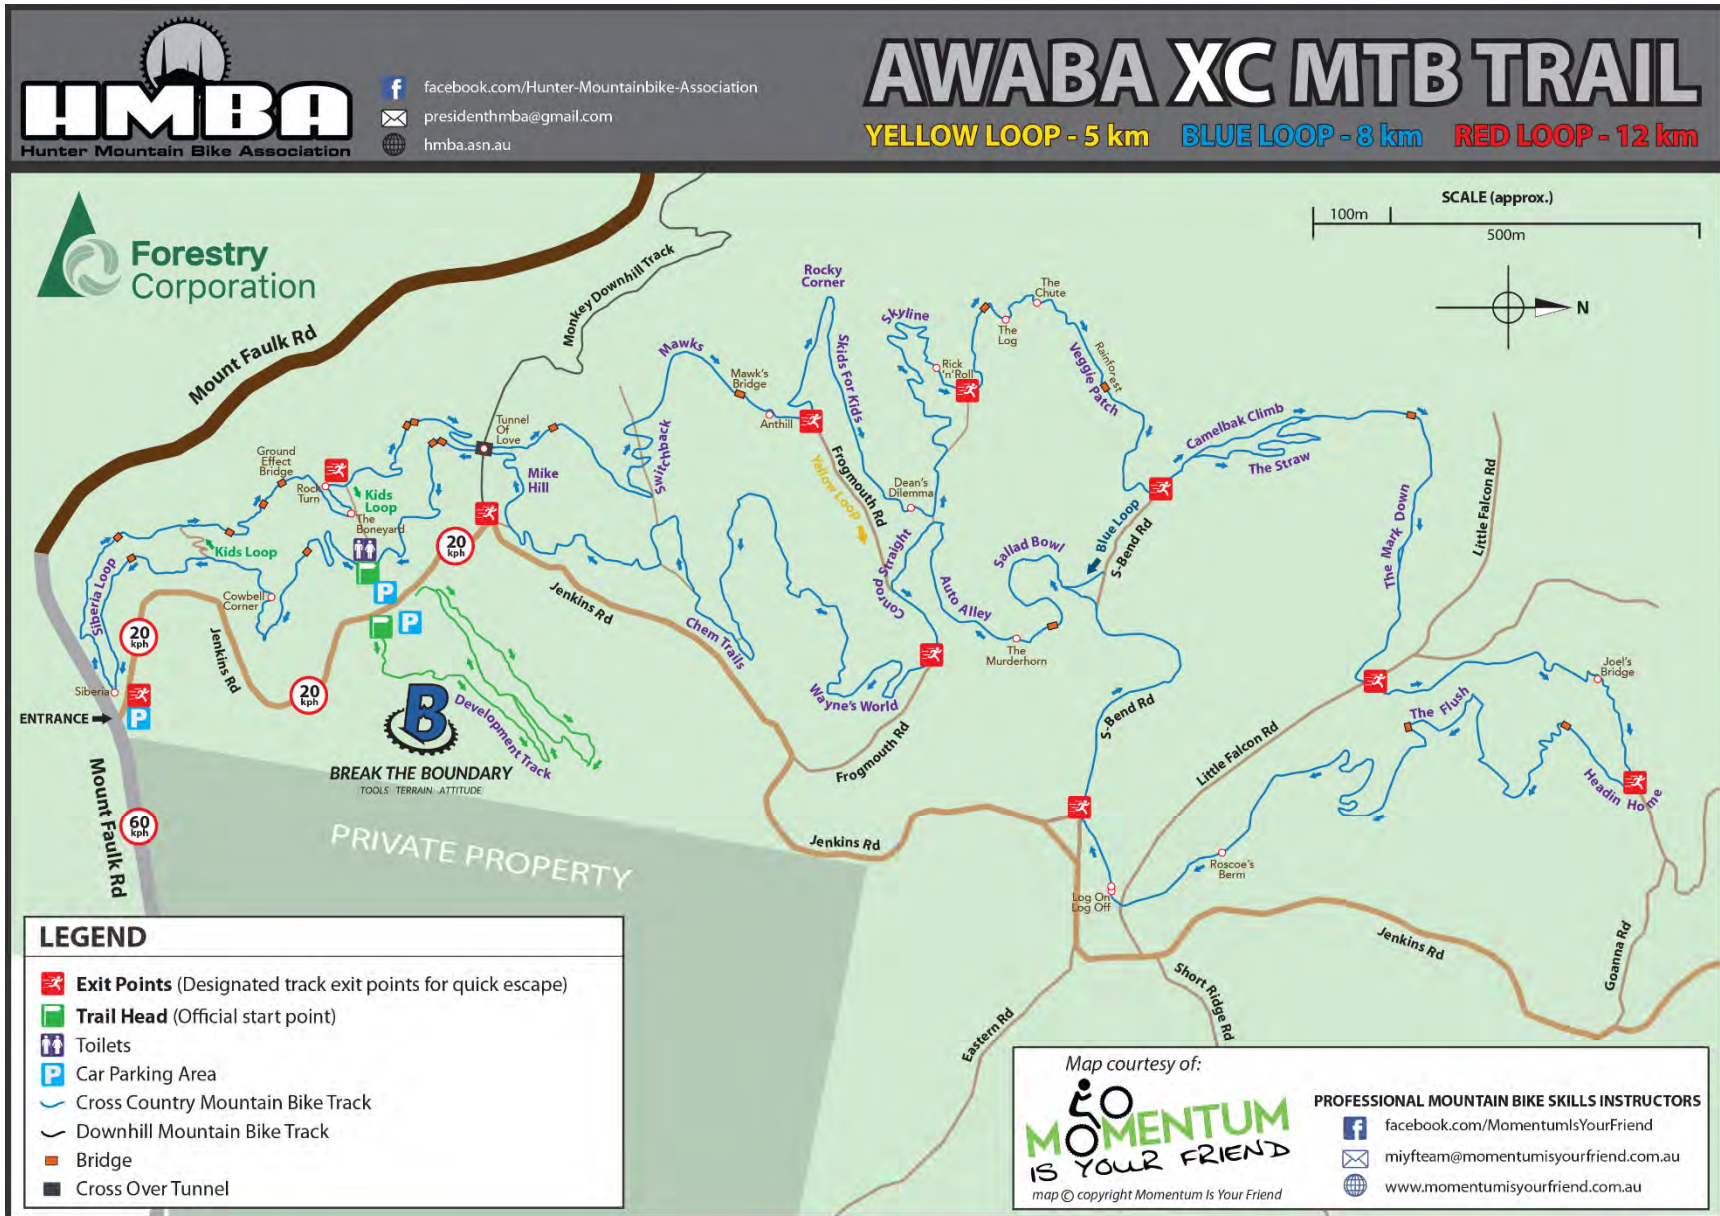 HMBA
Hunter Mountain Bike Association
facebook.com/Hunter-Mountainbike-Association
presidenthmba@gmail.com
hmba.asn.au
AWABA XC MTB TRAIL
YELLOW LOOP - 5 km BLUE LOOP - 8 km RED LOOP - 12 km
Forestry
Corporation
SCALE (approx.)
100m
500m
N
Mount Faulk Rd
Monkey Downhill Track
Rocky
Corner
Skids For Kids
Skyline
The
Chute
The
Log
Rick
'n'Roll
Rainforest
Veggie Patch
Mawks
Mawk's
Bridge
Anthill
Tunnel
Of
Love
Switchback
Mike
Hill
Ground
Effect
Bridge
Rock
Turn
Kids
Loop
The
Boneyard
Kids Loop
Yellow Loop
Frogmouth Rd
Dean's
Dilemma
Camelbak Climb
The Straw
Blue Loop
S-Bend Rd
The Mark Down
Little Falcon Rd
Sallad Bowl
Conrod Straight
Auto Alley
The
Murderhorn
Siberia Loop
Cowbell
Corner
20
kph
20
kph
20
kph
Jenkins Rd
Jenkins Rd
Chem Trails
Wayne's World
Frogmouth Rd
Siberia
ENTRANCE
P
P
P
Development Track
B
BREAK THE BOUNDARY
TOOLS TERRAIN ATTITUDE
S-Bend Rd
Little Falcon Rd
The Flush
Joel's
Bridge
Headin Home
Mount Faulk Rd
60
kph
PRIVATE PROPERTY
Jenkins Rd
Roscoe's
Berm
Log On
Log Off
Jenkins Rd
Goanna Rd
Short Ridge Rd
Eastern Rd
LEGEND
Exit Points (Designated track exit points for quick escape)
Trail Head (Official start point)
Toilets
P Car Parking Area
Cross Country Mountain Bike Track
Downhill Mountain Bike Track
Bridge
Cross Over Tunnel
Map courtesy of:
MOMENTUM
IS YOUR FRIEND
map © copyright Momentum Is Your Friend
PROFESSIONAL MOUNTAIN BIKE SKILLS INSTRUCTORS
facebook.com/MomentumIsYourFriend
miyfteam@momentumisyourfriend.com.au
www.momentumisyourfriend.com.au